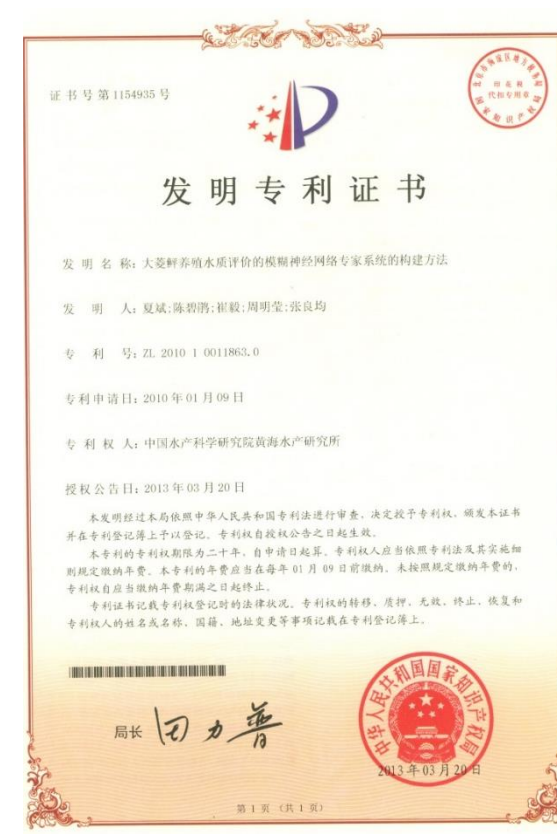 证书号第1154935号
印花税
代扣专用章
发明专利证书
发明名称：大菱鲆养殖水质评价的模糊神经网络专家系统的构建方法
发明人：夏斌;陈碧鹃;崔毅;周明莹;张良均
专利号：ZL 2010 1 0011863.0
专利申请日：2010年01月09日
专利权人：中国水产科学研究院黄海水产研究所
授权公告日：2013年03月20日
本发明经过本局依照中华人民共和国专利法进行审查，决定授予专利权，颁发本证书
并在专利登记簿上予以登记。专利权自授权公告之日起生效。
本专利的专利权期限为二十年，自申请日起算。专利权人应当依照专利法及其实施细
则规定缴纳年费。本专利的年费应当在每年01月09日前缴纳。未按照规定缴纳年费的，
专利权自应当缴纳年费期满之日起终止。
专利证书记载专利权登记时的法律状况。专利权的转移、质押、无效、终止、恢复和
专利权人的姓名或名称、国籍、地址变更等事项记载在专利登记簿上。
局长 田力普
中华人民共和国国家知识产权局
2013年03月20日
第1页（共1页）